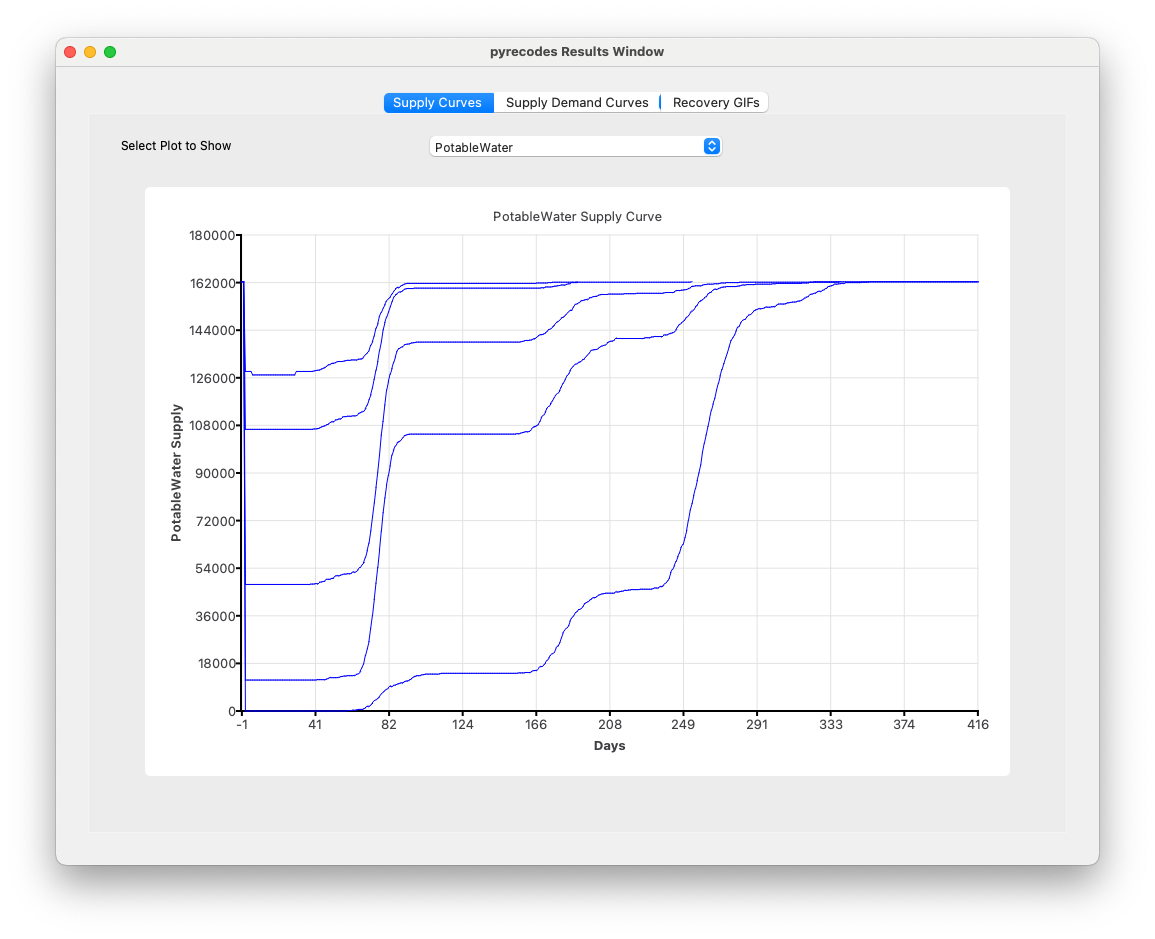 pyrecodes Results Window
Supply Curves Supply Demand Curves Recovery GIFs
Select Plot to Show PotableWater
PotableWater Supply Curve
180000
162000
144000
126000
108000
90000
72000
54000
36000
18000
0
PotableWater Supply
-1 41 82 124 166 208 249 291 333 374 416
Days